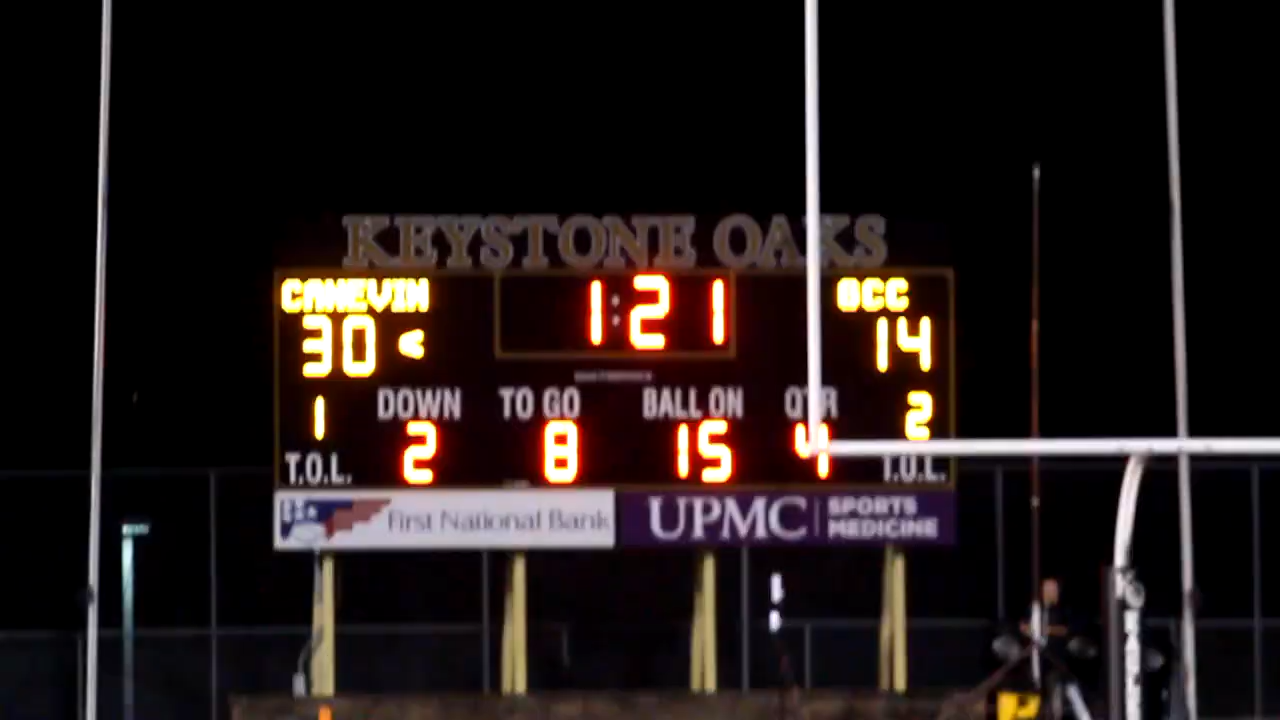 KEYSTONE OAKS
CANEVIN 1:21 OCC
30 < 14
DOWN TO GO BALL ON QTR
1 2 8 15 4 2
T.O.L. T.O.L.
First National Bank UPMC SPORTS MEDICINE